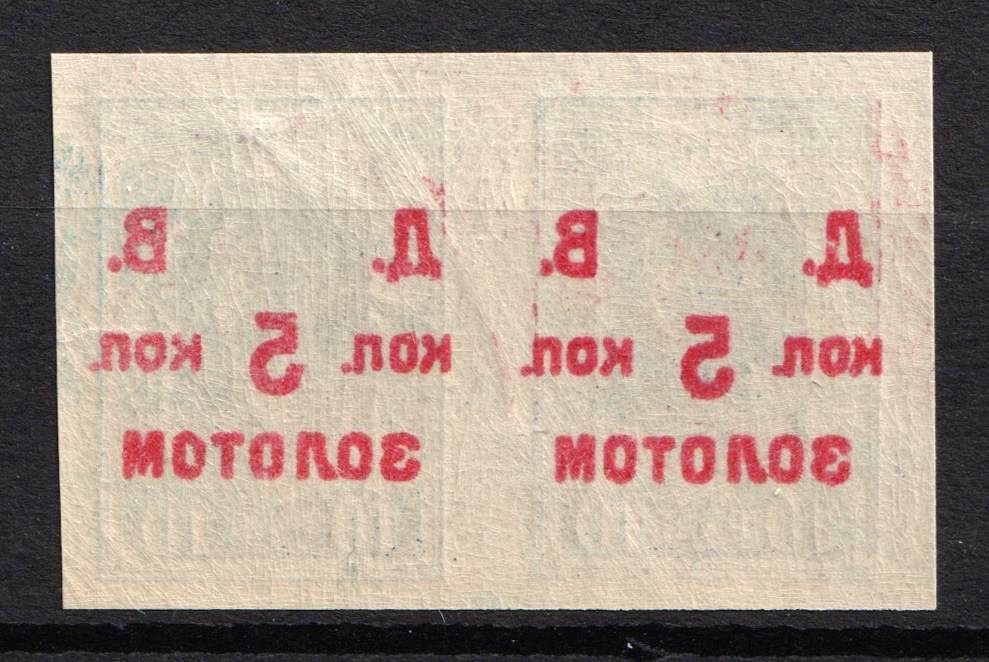 Д. В. Д. В.
коп. 5 коп. коп. 5 коп.
золотом золотом